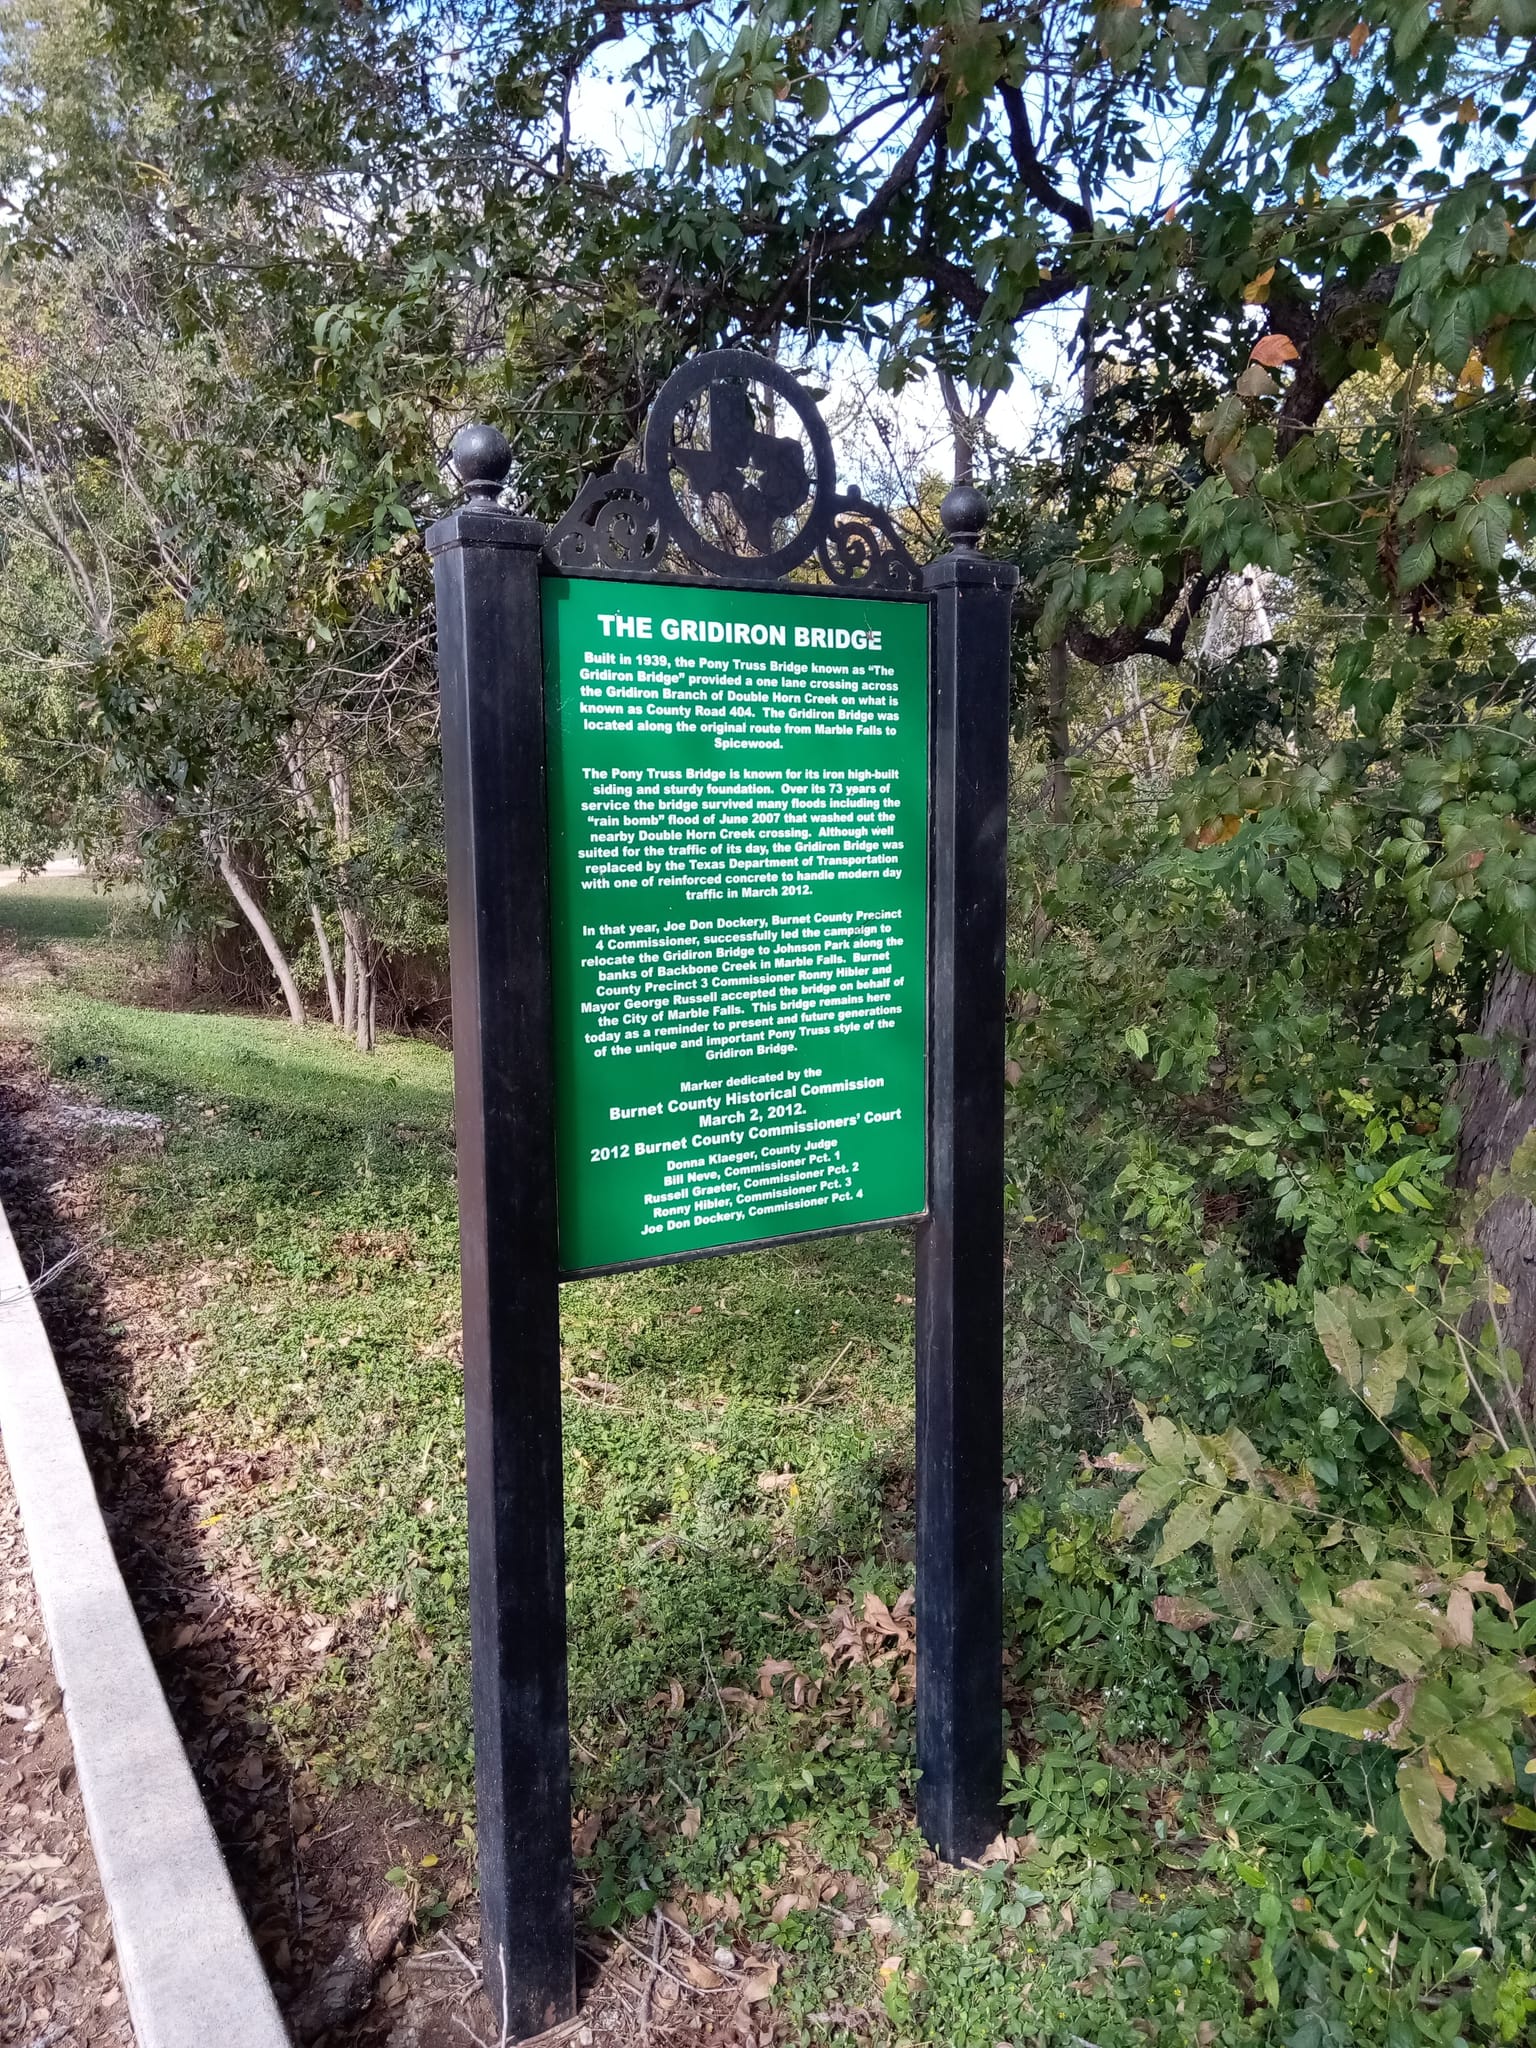 THE GRIDIRON BRIDGE
Built in 1939, the Pony Truss Bridge known as “The
Gridiron Bridge” provided a one lane crossing across
the Gridiron Branch of Double Horn Creek on what is
known as County Road 404. The Gridiron Bridge was
located along the original route from Marble Falls to
Spicewood.
The Pony Truss Bridge is known for its iron high-built
siding and sturdy foundation. Over its 73 years of
service the bridge survived many floods including the
“rain bomb” flood of June 2007 that washed out the
nearby Double Horn Creek crossing. Although well
suited for the traffic of its day, the Gridiron Bridge was
replaced by the Texas Department of Transportation
with one of reinforced concrete to handle modern day
traffic in March 2012.
In that year, Joe Don Dockery, Burnet County Precinct
4 Commissioner, successfully led the campaign to
relocate the Gridiron Bridge to Johnson Park along the
banks of Backbone Creek in Marble Falls. Burnet
County Precinct 3 Commissioner Ronny Hibler and
Mayor George Russell accepted the bridge on behalf of
the City of Marble Falls. This bridge remains here
today as a reminder to present and future generations
of the unique and important Pony Truss style of the
Gridiron Bridge.
Marker dedicated by the
Burnet County Historical Commission
March 2, 2012.
2012 Burnet County Commissioners’ Court
Donna Klaeger, County Judge
Bill Neve, Commissioner Pct. 1
Russell Graeter, Commissioner Pct. 2
Ronny Hibler, Commissioner Pct. 3
Joe Don Dockery, Commissioner Pct. 4